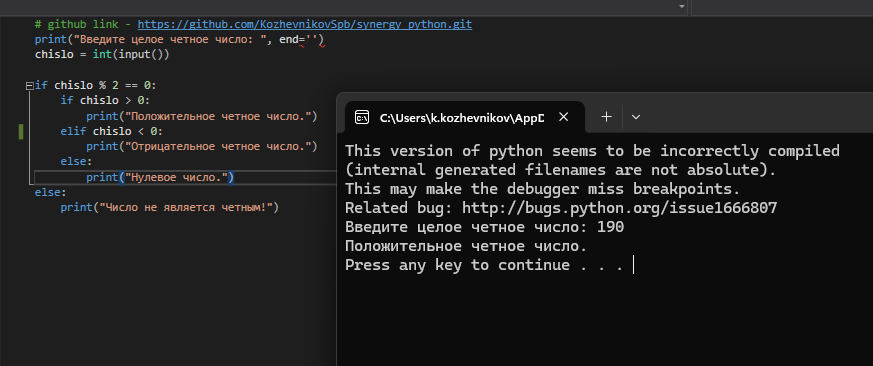 # github link - https://github.com/KozhevnikovSpb/synergy_python.git
print("Введите целое четное число: ", end='')
chislo = int(input())
if chislo % 2 == 0:
if chislo > 0:
print("Положительное четное число.")
elif chislo < 0:
print("Отрицательное четное число.")
else:
print("Нулевое число.")
else:
print("Число не является четным!")
C:\Users\k.kozhevnikov\AppD
This version of python seems to be incorrectly compiled
(internal generated filenames are not absolute).
This may make the debugger miss breakpoints.
Related bug: http://bugs.python.org/issue1666807
Введите целое четное число: 190
Положительное четное число.
Press any key to continue . . .